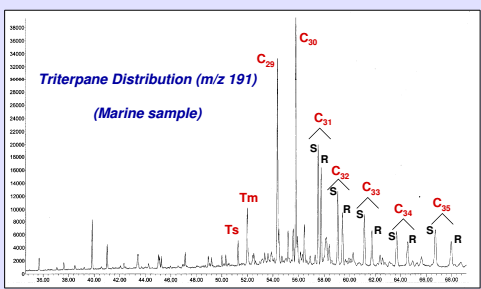 38000
36000
34000
32000
30000
28000
26000
24000
22000
20000
18000
16000
14000
12000
10000
8000
6000
4000
2000
0
Triterpane Distribution (m/z 191)
(Marine sample)
Ts
Tm
C29
C30
C31
S R
C32
S R
C33
S R
C34
S R
C35
S R
36.00 38.00 40.00 42.00 44.00 46.00 48.00 50.00 52.00 54.00 56.00 58.00 60.00 62.00 64.00 66.00 68.00